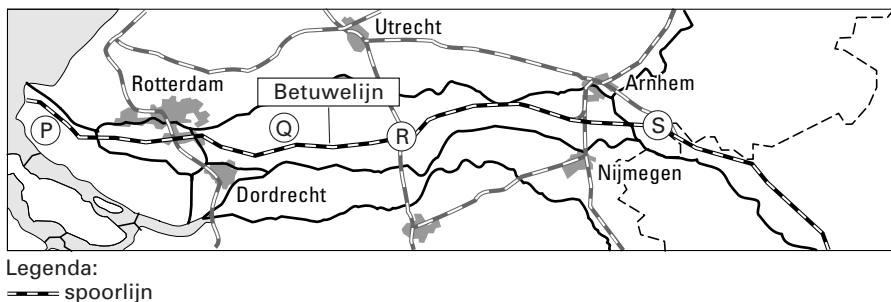 Utrecht
Rotterdam
Betuwelijn
Arnhem
P
Q
R
S
Dordrecht
Nijmegen
Legenda:
spoorlijn